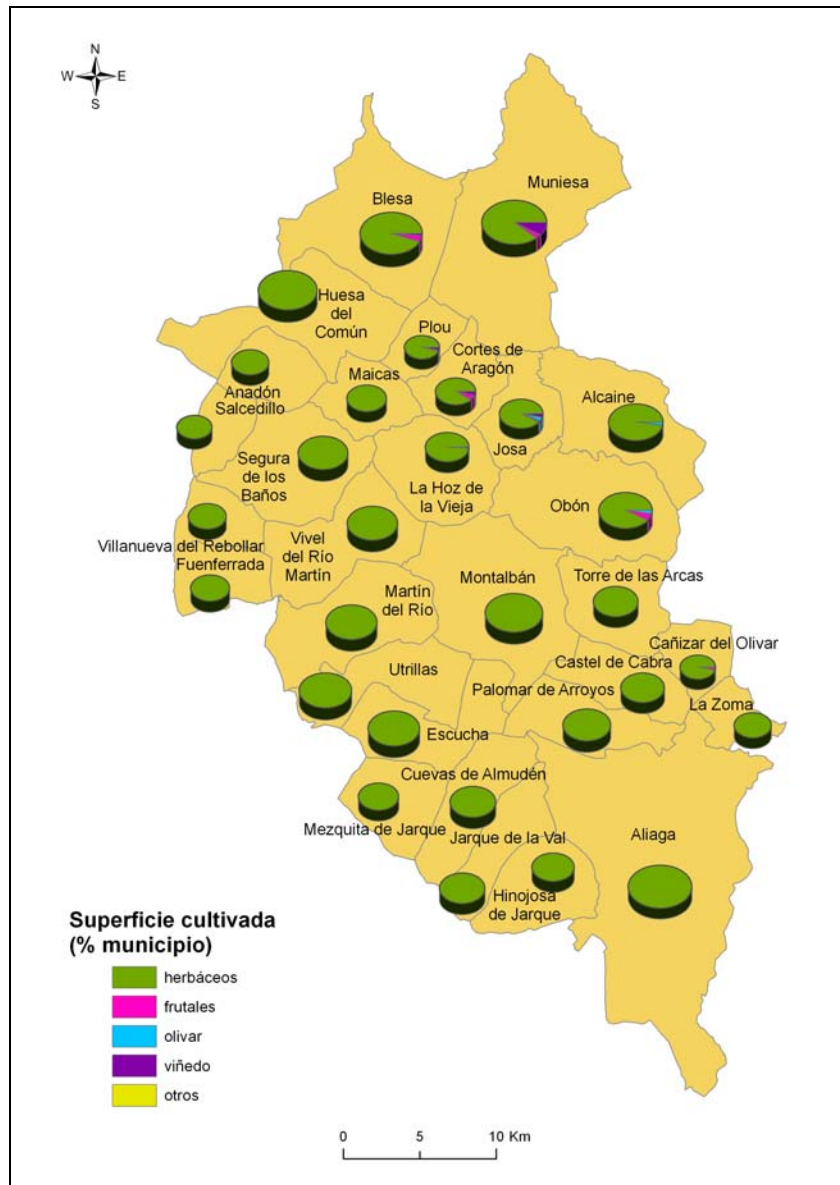 N
W E
S
Muniesa
Blesa
Huesa
del
Común
Plou
Cortes de
Aragón
Maicas
Anadón
Salcedillo
Alcaine
Josa
Segura
de los
Baños
La Hoz de
la Vieja
Obón
Villanueva del Rebollar
Fuenferrada
Vivel
del Río
Martín
Montalbán
Torre de las Arcas
Martín
del Río
Cañizar del Olivar
Castel de Cabra
Utrillas
Palomar de Arroyos
La Zoma
Escucha
Cuevas de Almudén
Mezquita de Jarque
Jarque de la Val
Aliaga
Hinojosa
de Jarque
Superficie cultivada
(% municipio)
herbáceos
frutales
olivar
viñedo
otros
0 5 10 Km